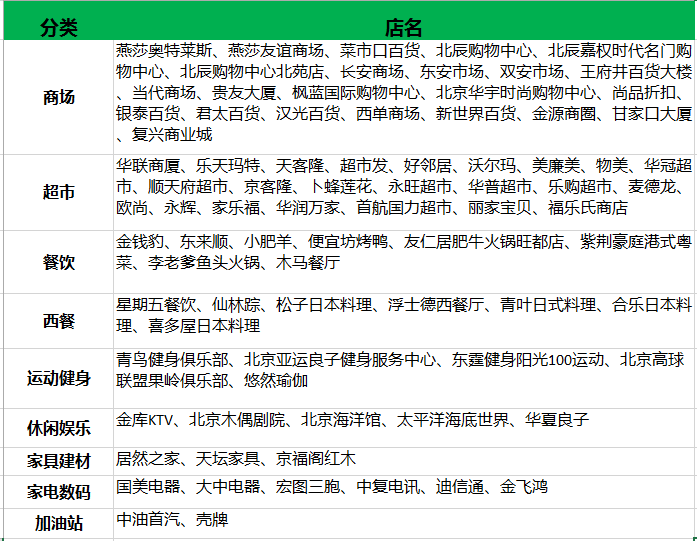 分类 店名
商场
燕莎奥特莱斯、燕莎友谊商场、菜市口百货、北辰购物中心、北辰嘉权时代名门购
物中心、北辰购物中心北苑店、长安商场、东安市场、双安市场、王府井百货大楼
、当代商场、贵友大厦、枫蓝国际购物中心、北京华宇时尚购物中心、尚品折扣、
银泰百货、君太百货、汉光百货、西单商场、新世界百货、金源商圈、甘家口大厦
、复兴商业城
超市
华联商厦、乐天玛特、天客隆、超市发、好邻居、沃尔玛、美廉美、物美、华冠超
市、顺天府超市、京客隆、卜蜂莲花、永旺超市、华普超市、乐购超市、麦德龙、
欧尚、永辉、家乐福、华润万家、首航国力超市、丽家宝贝、福乐氏商店
餐饮
金钱豹、东来顺、小肥羊、便宜坊烤鸭、友仁居肥牛火锅旺都店、紫荆豪庭港式粤
菜、李老爹鱼头火锅、木马餐厅
西餐
星期五餐饮、仙林踪、松子日本料理、浮士德西餐厅、青叶日式料理、合乐日本料
理、喜多屋日本料理
运动健身
青鸟健身俱乐部、北京亚运良子健身服务中心、东霆健身阳光100运动、北京高球
联盟果岭俱乐部、悠然瑜伽
休闲娱乐
金库KTV、北京木偶剧院、北京海洋馆、太平洋海底世界、华夏良子
家具建材
居然之家、天坛家具、京福阁红木
家电数码
国美电器、大中电器、宏图三胞、中复电讯、迪信通、金飞鸿
加油站
中油首汽、壳牌